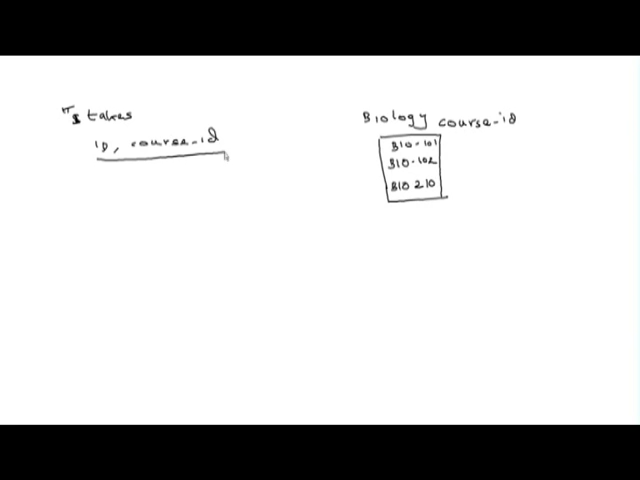 takes
ID, course-id
Biology course-id
BIO-101
BIO-102
BIO 210